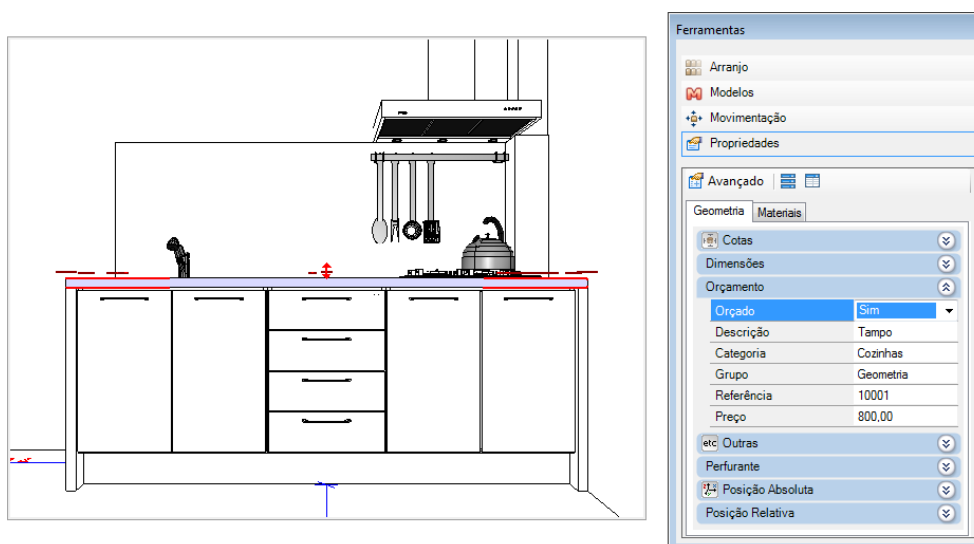 Ferramentas
Arranjo
Modelos
Movimentação
Propriedades
Avançado
Geometria Materiais
Cotas
Dimensões
Orçamento
Orçado Sim
Descrição Tampo
Categoria Cozinhas
Grupo Geometria
Referência 10001
Preço 800,00
etc Outras
Perfurante
Posição Absoluta
Posição Relativa